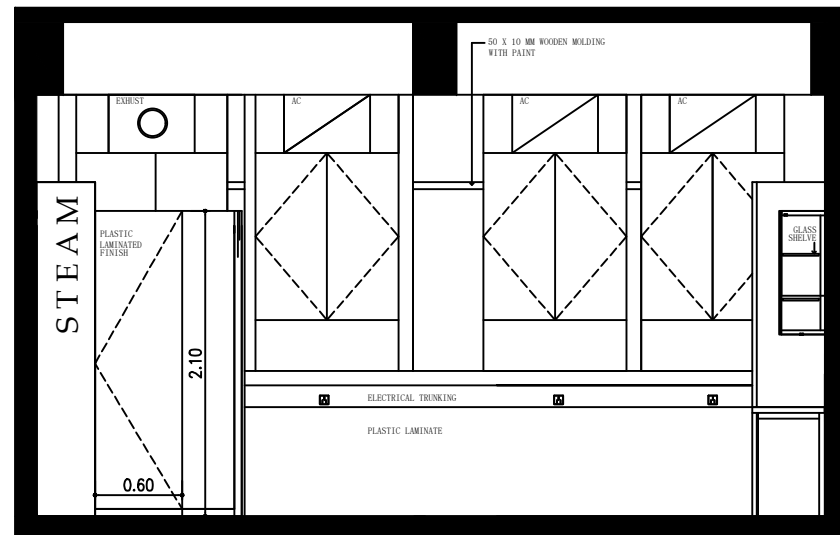 50 X 10 MM WOODEN MOLDING
WITH PAINT
EXHUST
AC
AC
AC
STEAM
PLASTIC
LAMINATED
FINISH
GLASS
SHELVE
2.10
ELECTRICAL TRUNKING
PLASTIC LAMINATE
0.60